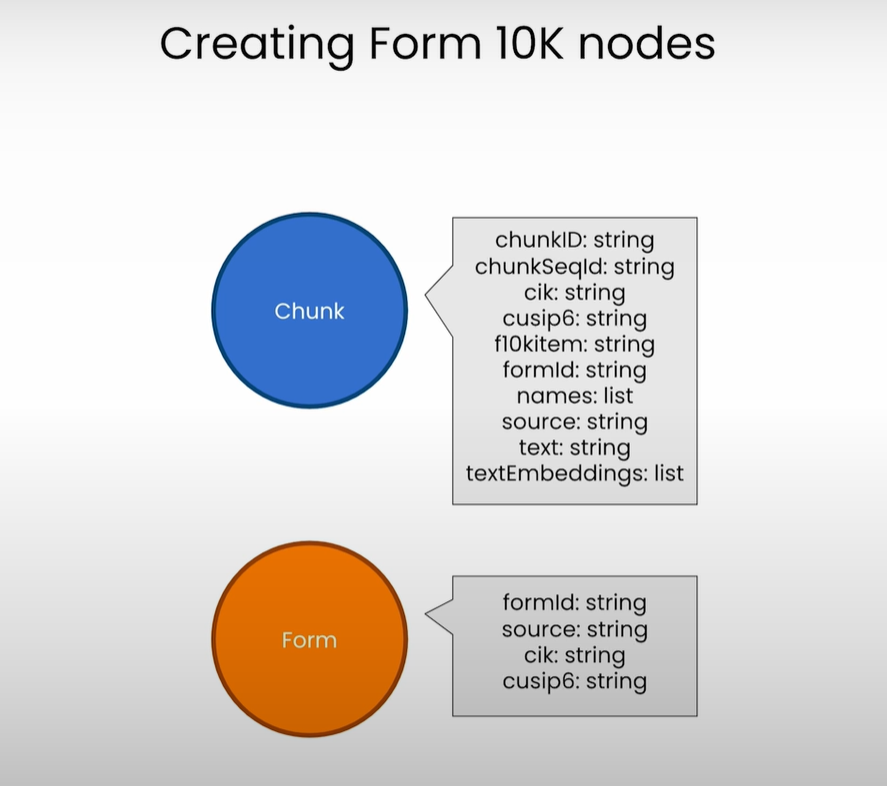 Creating Form 10K nodes
Chunk
chunkID: string
chunkSeqId: string
cik: string
cusip6: string
f10kitem: string
formId: string
names: list
source: string
text: string
textEmbeddings: list
Form
formId: string
source: string
cik: string
cusip6: string